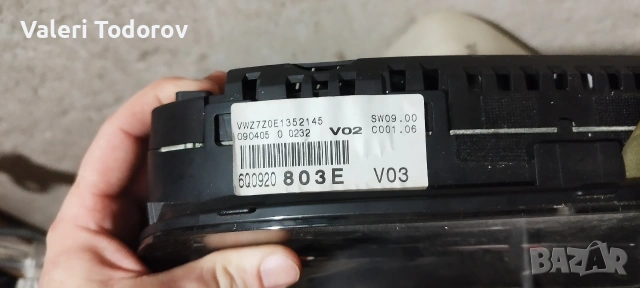 Valeri Todorov
VWZ7Z0E1352145
090405 0 0232 V02
SW09.00
C001.06
6Q0920 803E V03
BAZAR